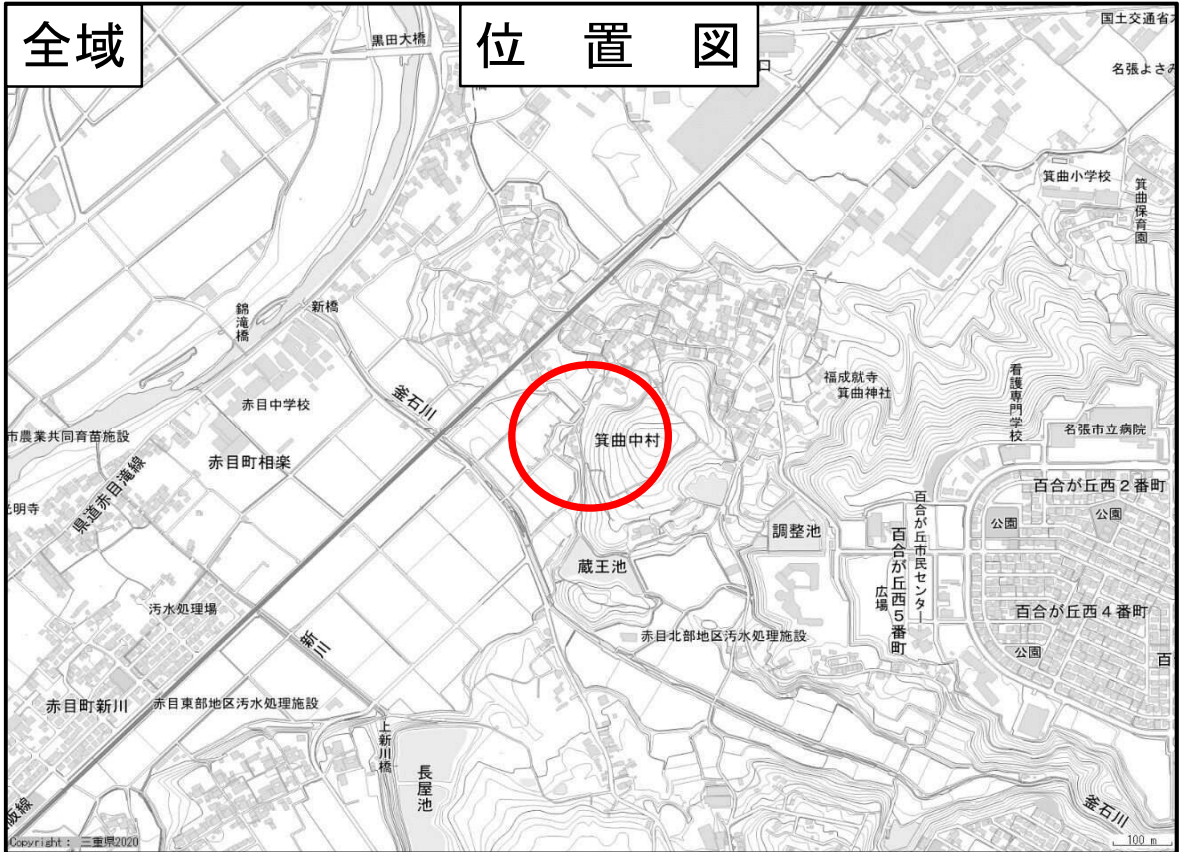 全域
位置図
国土交通省
黒田大橋
名張よさみ
口
箕曲小学校
箕曲保育園
新橋
錦滝橋
看護専門学校
福成就寺
箕曲神社
釜石川
赤目中学校
名張市立病院
市農業共同育苗施設
箕曲中村
赤目町相楽
百合が丘西2番町
県道赤目滝線
光明寺
公園
公園
調整池
百合が丘市民センター
百合が丘西5番町
広場
蔵王池
汚水処理場
百合が丘西4番町
新川
赤目北部地区汚水処理施設
公園
百
赤目町新川
赤目東部地区汚水処理施設
上新川橋
長屋池
釜石川
阪線
Copyright : 三重県2020
100 m